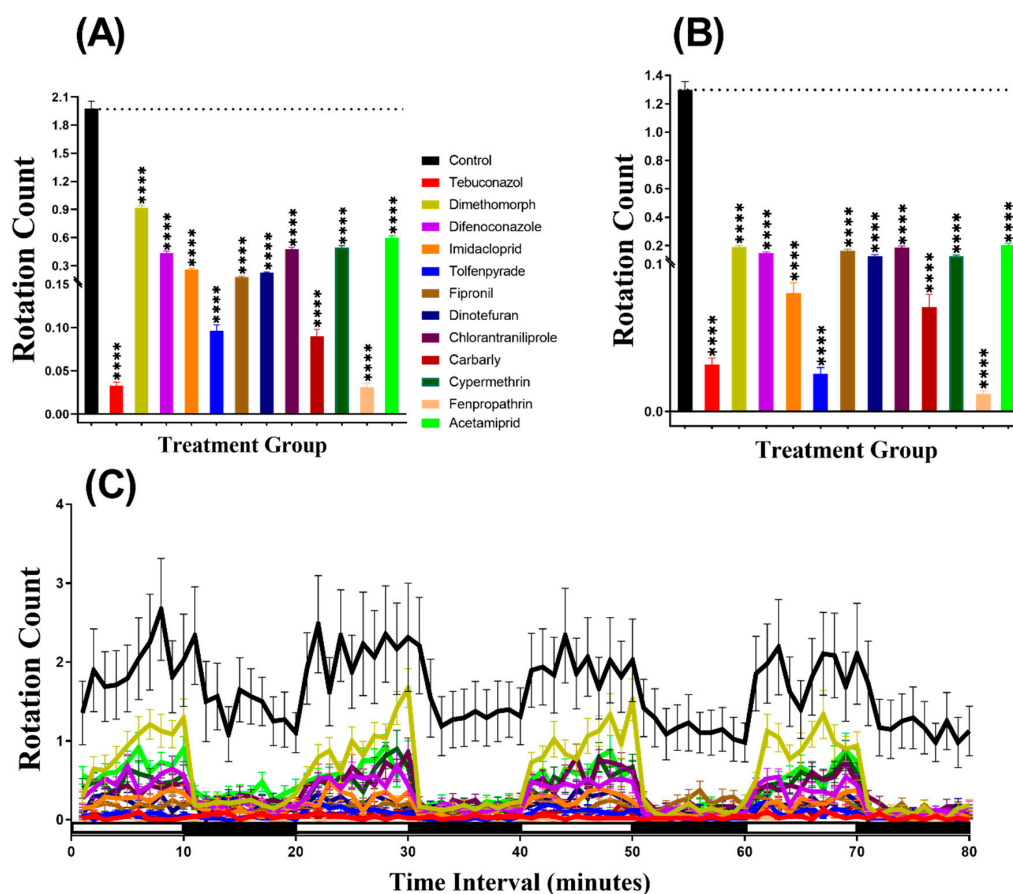 (A)
(B)
Rotation Count
2.1
1.8
1.5
1.2
0.9
0.6
0.3
0.15
0.10
0.05
0.00
****
****
****
****
****
****
****
****
****
****
****
****
Treatment Group
Control
Tebuconazol
Dimethomorph
Difenoconazole
Imidacloprid
Tolfenpyrade
Fipronil
Dinotefuran
Chlorantraniliprole
Carbarly
Cypermethrin
Fenpropathrin
Acetamiprid
Rotation Count
1.4
1.2
1.0
0.8
0.6
0.4
0.2
0.1
0.0
****
****
****
****
****
****
****
****
****
****
****
****
Treatment Group
(C)
Rotation Count
4
3
2
1
0
0 10 20 30 40 50 60 70 80
Time Interval (minutes)